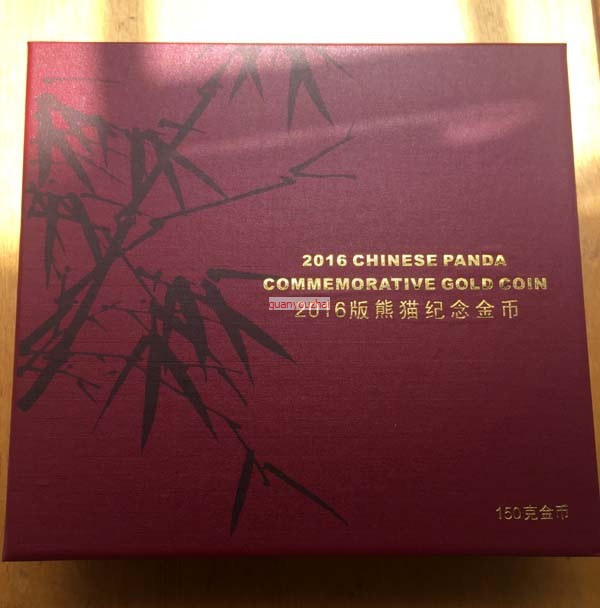 2016 CHINESE PANDA
COMMEMORATIVE GOLD COIN
quanyouzhai
2016版熊猫纪念金币
150克金币